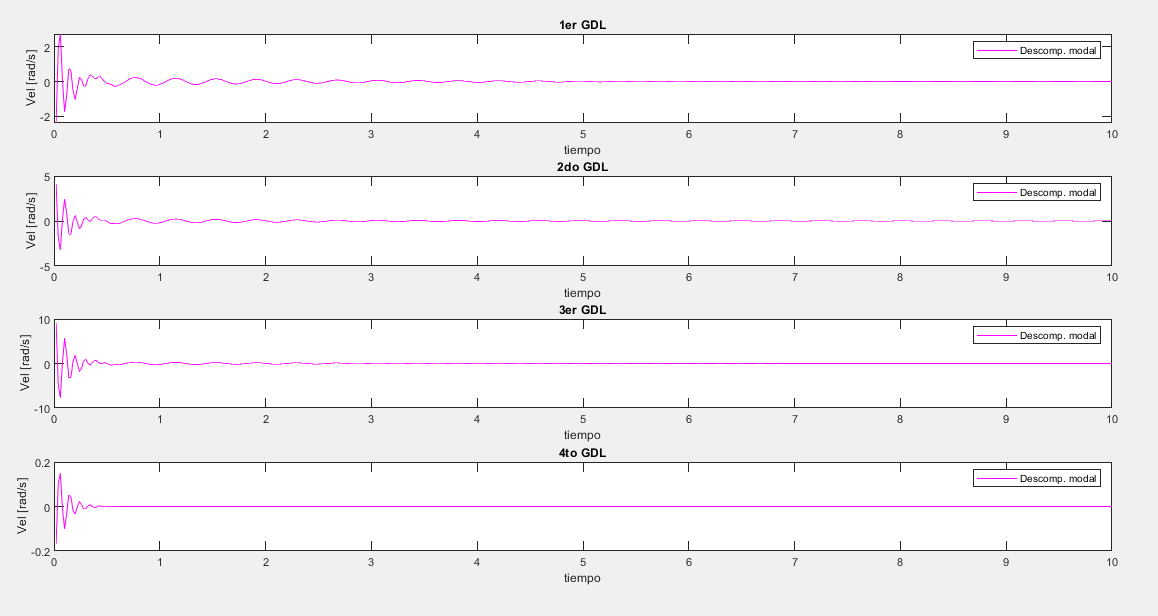 1er GDL
Vel [rad/s]
2
0
-2
Descomp. modal
0 1 2 3 4 5 6 7 8 9 10
tiempo
2do GDL
Vel [rad/s]
5
0
-5
Descomp. modal
0 1 2 3 4 5 6 7 8 9 10
tiempo
3er GDL
Vel [rad/s]
10
0
-10
Descomp. modal
0 1 2 3 4 5 6 7 8 9 10
tiempo
4to GDL
Vel [rad/s]
0.2
0
-0.2
Descomp. modal
0 1 2 3 4 5 6 7 8 9 10
tiempo